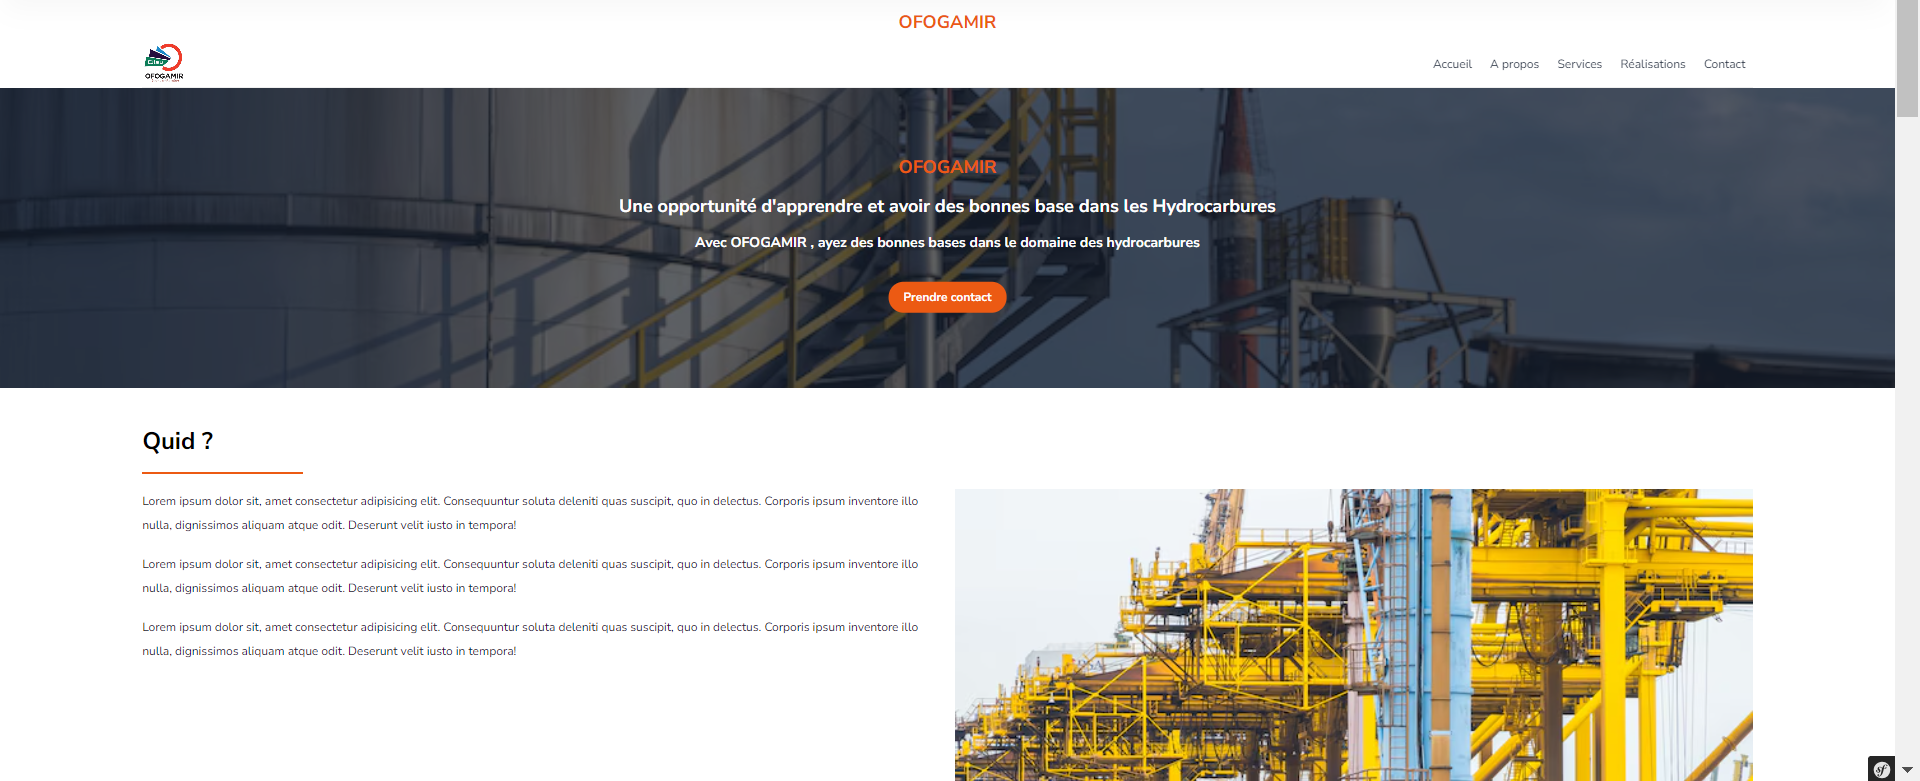 OFOGAMIR
OFOGAMIR
Accueil A propos Services Réalisations Contact
OFOGAMIR
Une opportunité d'apprendre et avoir des bonnes base dans les Hydrocarbures
Avec OFOGAMIR , ayez des bonnes bases dans le domaine des hydrocarbures
Prendre contact
Quid ?
Lorem ipsum dolor sit, amet consectetur adipisicing elit. Consequuntur soluta deleniti quas suscipit, quo in delectus. Corporis ipsum inventore illo
nulla, dignissimos aliquam atque odit. Deserunt velit iusto in tempora!
Lorem ipsum dolor sit, amet consectetur adipisicing elit. Consequuntur soluta deleniti quas suscipit, quo in delectus. Corporis ipsum inventore illo
nulla, dignissimos aliquam atque odit. Deserunt velit iusto in tempora!
Lorem ipsum dolor sit, amet consectetur adipisicing elit. Consequuntur soluta deleniti quas suscipit, quo in delectus. Corporis ipsum inventore illo
nulla, dignissimos aliquam atque odit. Deserunt velit iusto in tempora!
sf